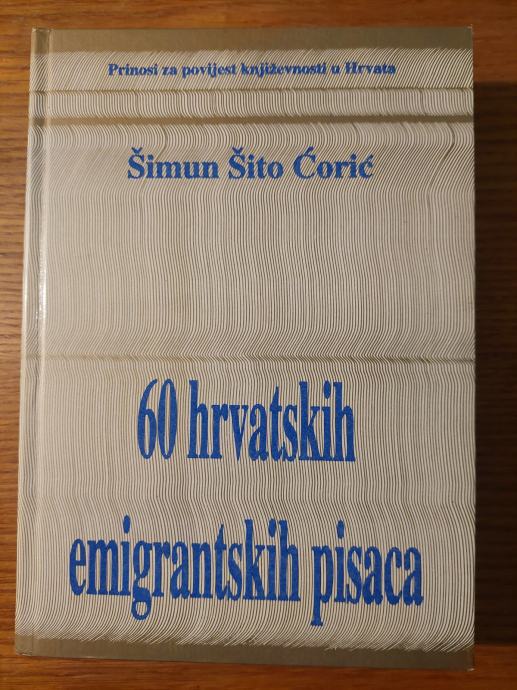 Prinosi za povijest književnosti u Hrvata
Šimun Šito Ćorić
60 hrvatskih
emigrantskih pisaca